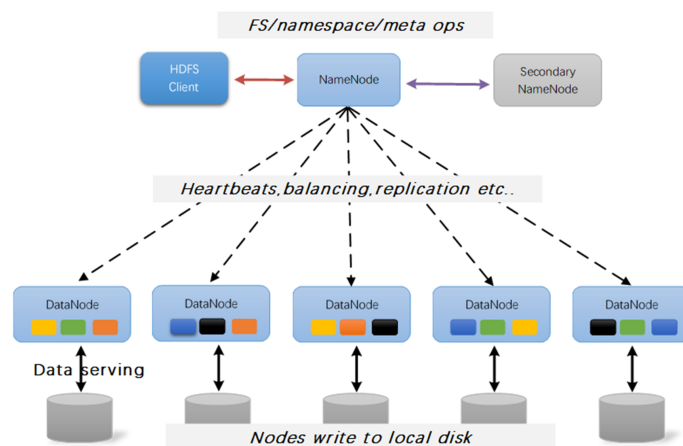 FS/namespace/meta ops
HDFS
Client
NameNode
Secondary
NameNode
Heartbeats,balancing,replication etc..
DataNode
DataNode
DataNode
DataNode
DataNode
Data serving
Nodes write to local disk